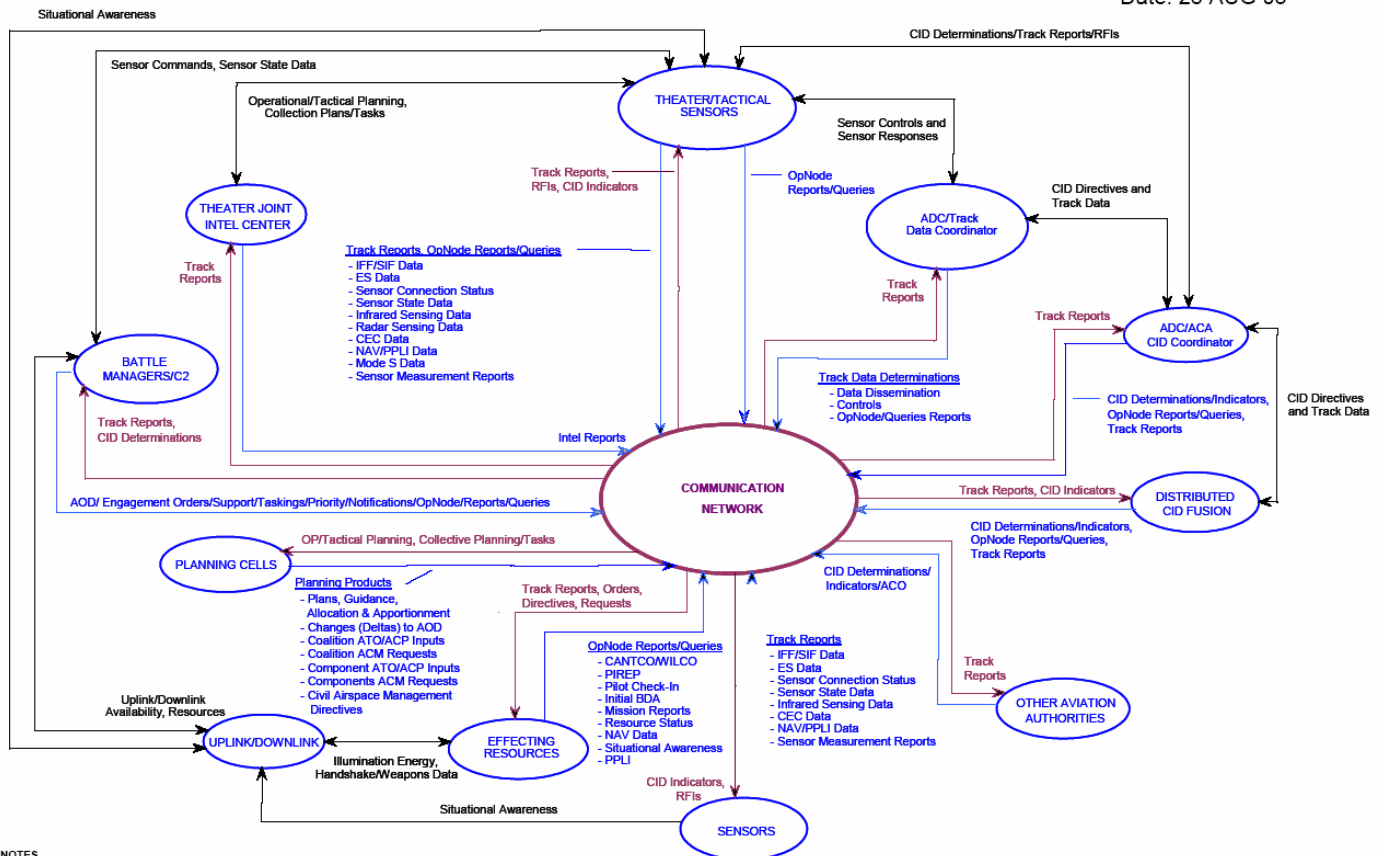 Situational Awareness
CID Determinations/Track Reports/RFIs
Sensor Commands, Sensor State Data
Operational/Tactical Planning,
Collection Plans/Tasks
THEATER/TACTICAL
SENSORS
Sensor Controls and
Sensor Responses
Track Reports,
RFIs, CID Indicators
OpNode
Reports/Queries
CID Directives and
Track Data
THEATER JOINT
INTEL CENTER
ADC/Track
Data Coordinator
Track Reports, OpNode Reports/Queries
- IFF/SIF Data
- ES Data
- Sensor Connection Status
- Sensor State Data
- Infrared Sensing Data
- Radar Sensing Data
- CEC Data
- NAV/PPLI Data
- Mode S Data
- Sensor Measurement Reports
Track
Reports
Track
Reports
Track Reports
ADC/ACA
CID Coordinator
BATTLE
MANAGERS/C2
Track Data Determinations
- Data Dissemination
- Controls
- OpNode/Queries Reports
CID Determinations/Indicators,
OpNode Reports/Queries,
Track Reports
CID Directives
and Track Data
Track Reports,
CID Determinations
Intel Reports
COMMUNICATION
NETWORK
AOD/ Engagement Orders/Support/Taskings/Priority/Notifications/OpNode/Reports/Queries
Track Reports, CID Indicators
DISTRIBUTED
CID FUSION
CID Determinations/Indicators,
OpNode Reports/Queries,
Track Reports
OP/Tactical Planning, Collective Planning/Tasks
PLANNING CELLS
CID Determinations/
Indicators/ACO
Planning Products
- Plans, Guidance,
Allocation & Apportionment
- Changes (Deltas) to AOD
- Coalition ATO/ACP Inputs
- Coalition ACM Requests
- Component ATO/ACP Inputs
- Components ACM Requests
- Civil Airspace Management
Directives
Track Reports, Orders,
Directives, Requests
OpNode Reports/Queries
- CANTCO/WILCO
- PIREP
- Pilot Check-In
- Initial BDA
- Mission Reports
- Resource Status
- NAV Data
- Situational Awareness
- PPLI
Track Reports
- IFF/SIF Data
- ES Data
- Sensor Connection Status
- Sensor State Data
- Infrared Sensing Data
- CEC Data
- NAV/PPLI Data
- Sensor Measurement Reports
Track
Reports
OTHER AVIATION
AUTHORITIES
Uplink/Downlink
Availability, Resources
UPLINK/DOWNLINK
EFFECTING
RESOURCES
Illumination Energy,
Handshake/Weapons Data
CID Indicators,
RFIs
Situational Awareness
SENSORS
NOTES